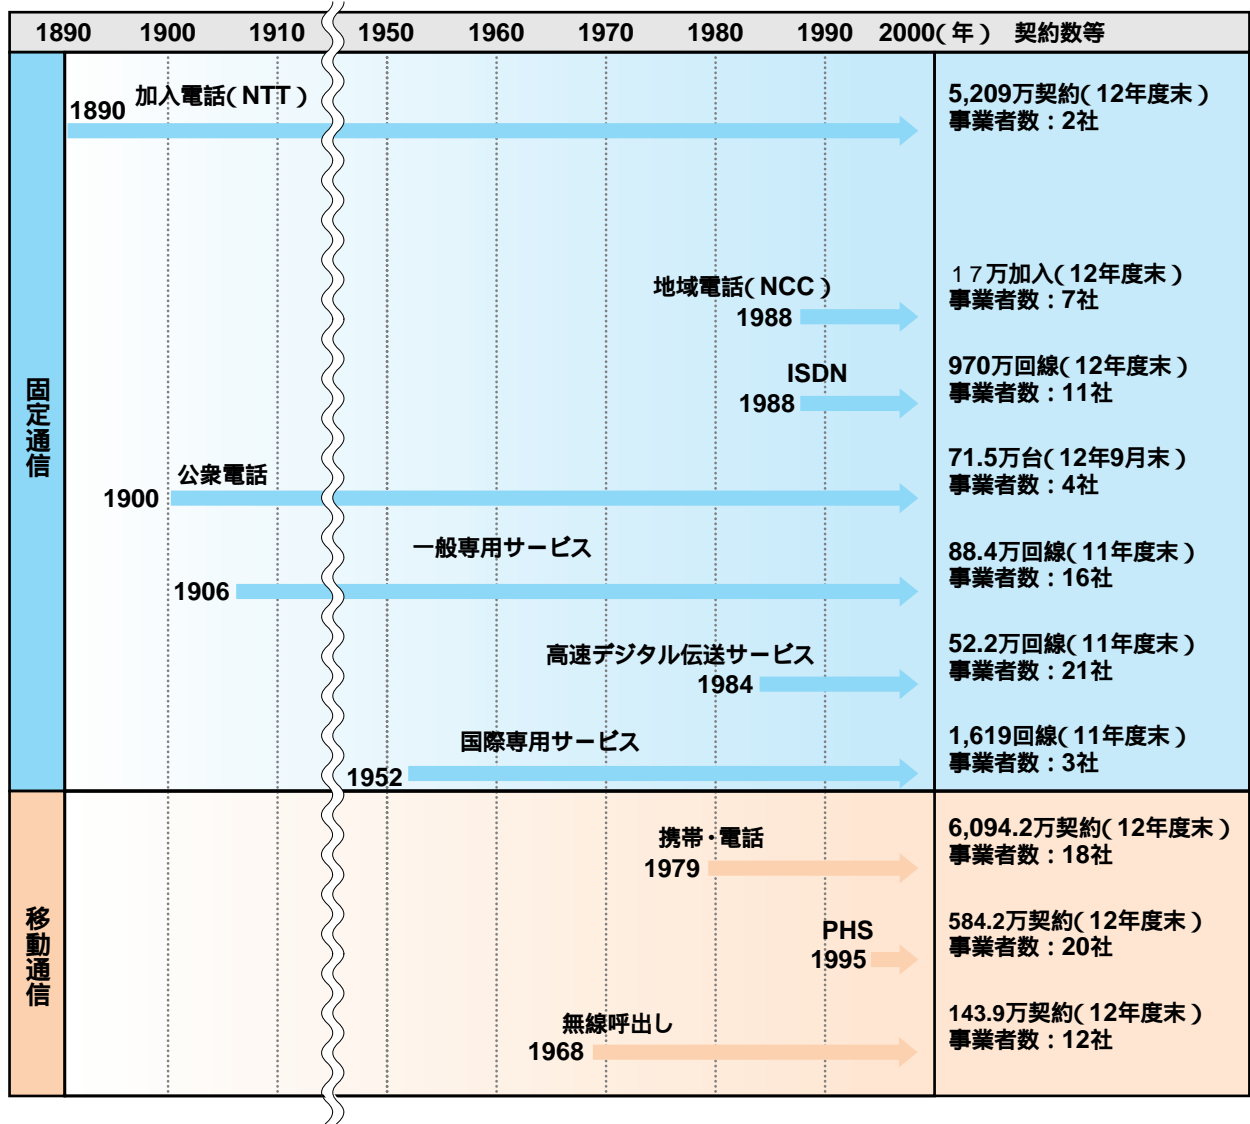 1890 1900 1910 1950 1960 1970 1980 1990 2000(年) 契約数等
固定通信
加入電話(NTT)
1890
5,209万契約(12年度末)
事業者数：2社
地域電話(NCC)
1988
17万加入(12年度末)
事業者数：7社
ISDN
1988
970万回線(12年度末)
事業者数：11社
公衆電話
1900
71.5万台(12年9月末)
事業者数：4社
一般専用サービス
1906
88.4万回線(11年度末)
事業者数：16社
高速デジタル伝送サービス
1984
52.2万回線(11年度末)
事業者数：21社
国際専用サービス
1952
1,619回線(11年度末)
事業者数：3社
移動通信
携帯・電話
1979
6,094.2万契約(12年度末)
事業者数：18社
PHS
1995
584.2万契約(12年度末)
事業者数：20社
無線呼出し
1968
143.9万契約(12年度末)
事業者数：12社